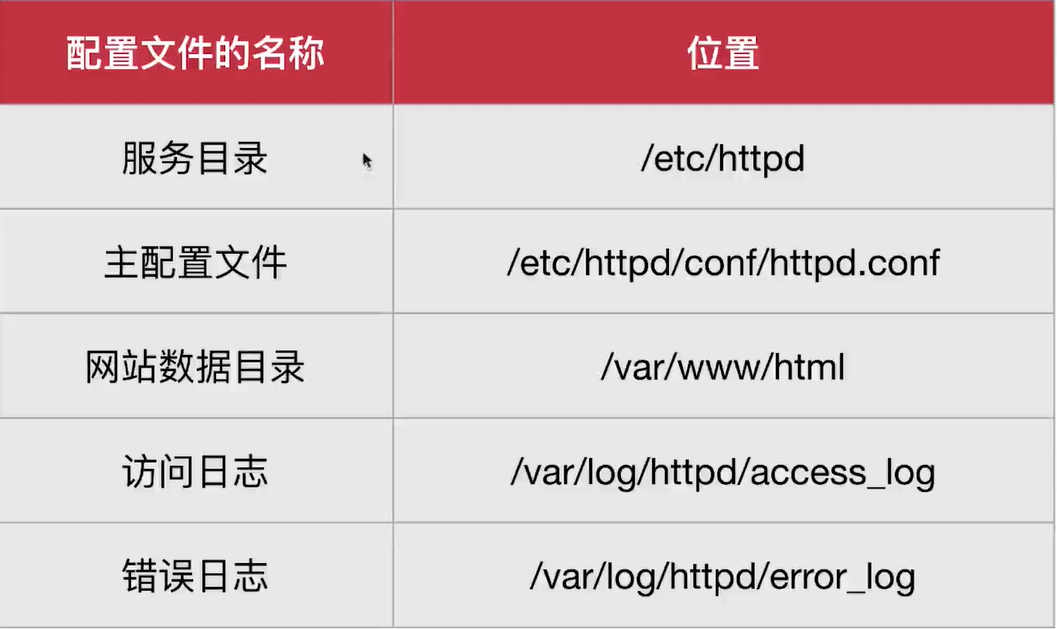 配置文件的名称 位置
服务目录 /etc/httpd
主配置文件 /etc/httpd/conf/httpd.conf
网站数据目录 /var/www/html
访问日志 /var/log/httpd/access_log
错误日志 /var/log/httpd/error_log